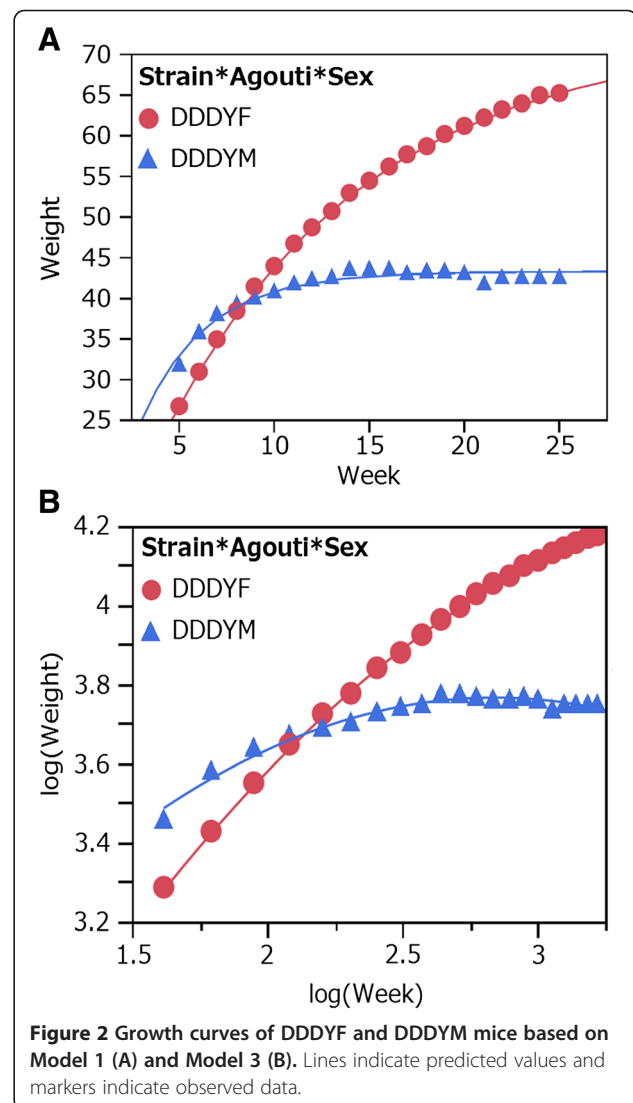 A
70
65
60
55
50
45
40
35
30
25
Weight
Strain*Agouti*Sex
DDDYF
DDDYM
5 10 15 20 25
Week
B
4.2
4
3.8
3.6
3.4
3.2
log(Weight)
Strain*Agouti*Sex
DDDYF
DDDYM
1.5 2 2.5 3
log(Week)
Figure 2 Growth curves of DDDYF and DDDYM mice based on
Model 1 (A) and Model 3 (B). Lines indicate predicted values and
markers indicate observed data.